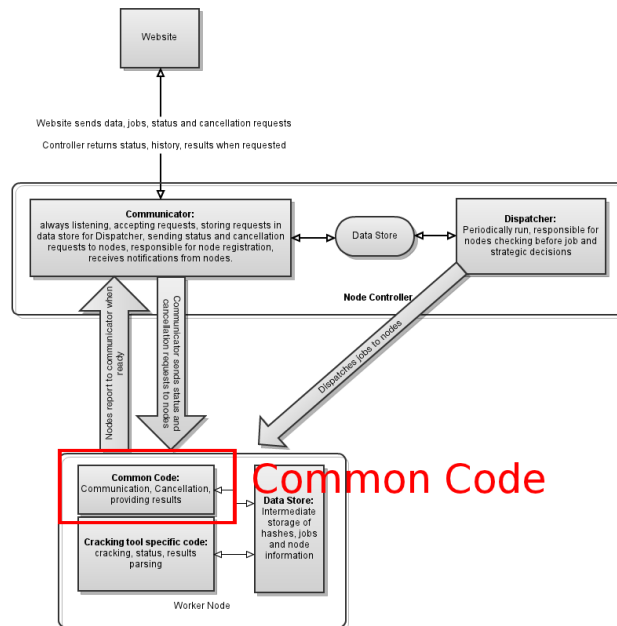 Website
Website sends data, jobs, status and cancellation requests
Controller returns status, history, results when requested
Communicator:
always listening, accepting requests, storing requests in
data store for Dispatcher, sending status and cancellation
requests to nodes, responsible for node registration,
receives notifications from nodes.
Data Store
Dispatcher:
Periodically run, responsible for
nodes checking before job and
strategic decisions
Node Controller
Nodes report to communicator when
ready
Communicator sends status and
cancellation requests to nodes
Dispatches jobs to nodes
Common Code:
Communication, Cancellation,
providing results
Common Code
Data Store:
Intermediate
storage of
hashes, jobs
and node
information
Cracking tool specific code:
cracking, status, results
parsing
Worker Node